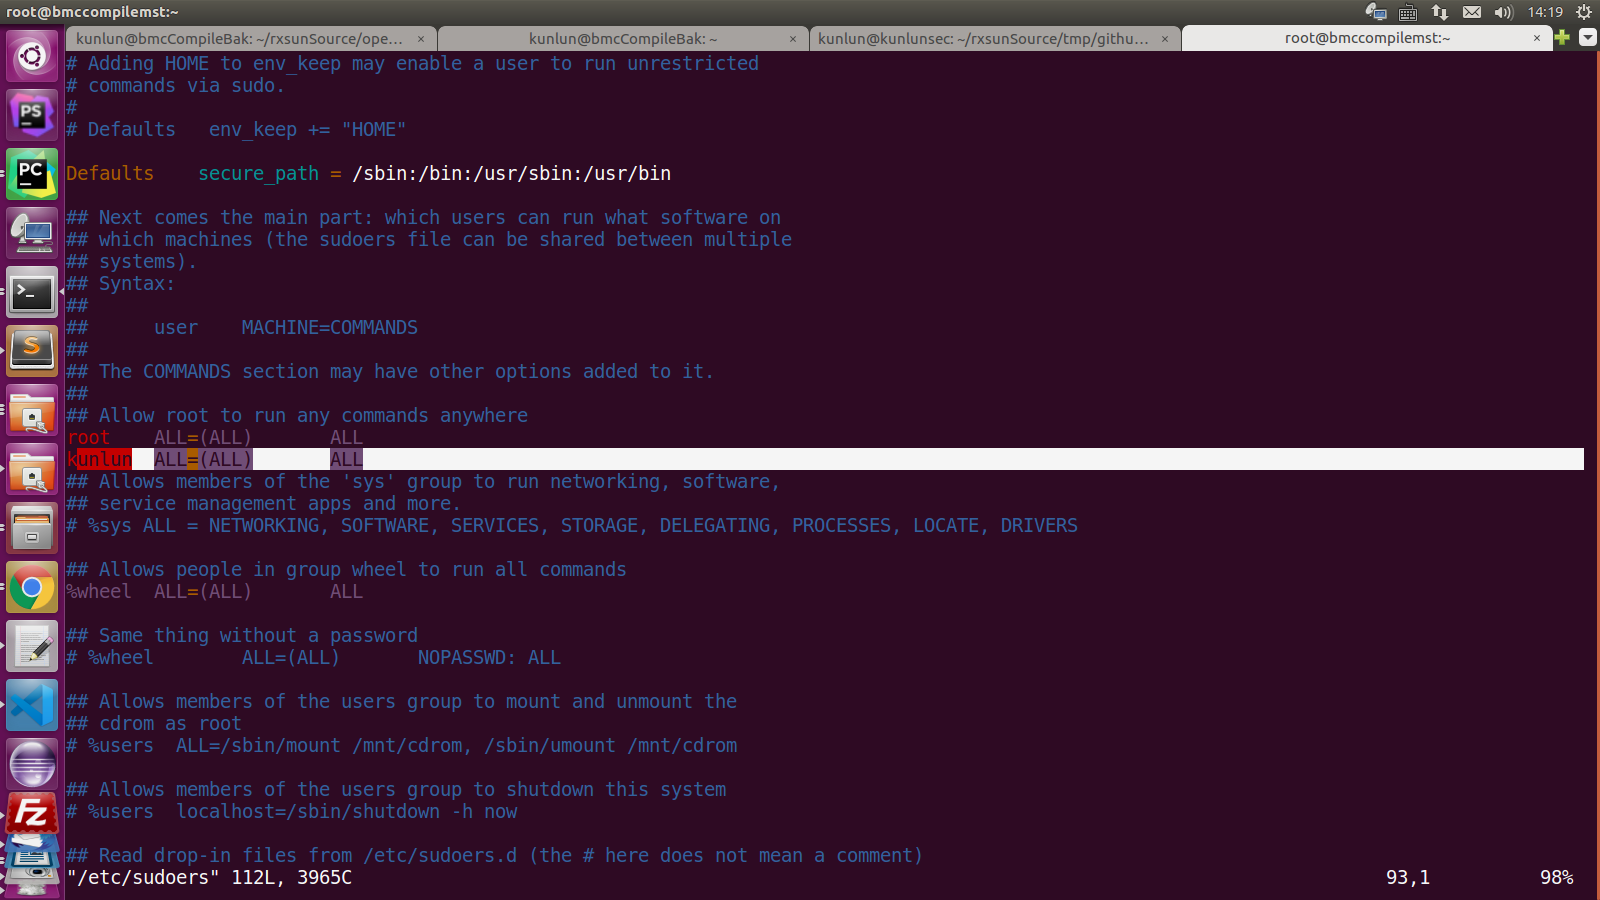 root@bmccompilemst:~
14:19
kunlun@bmcCompileBak: ~/rxsunSource/ope... ×
kunlun@bmcCompileBak: ~ ×
kunlun@kunlunsec: ~/rxsunSource/tmp/githu... ×
root@bmccompilemst:~ ×
# Adding HOME to env_keep may enable a user to run unrestricted
# commands via sudo.
#
# Defaults   env_keep += "HOME"
Defaults    secure_path = /sbin:/bin:/usr/sbin:/usr/bin
## Next comes the main part: which users can run what software on
## which machines (the sudoers file can be shared between multiple
## systems).
## Syntax:
##
##      user    MACHINE=COMMANDS
##
## The COMMANDS section may have other options added to it.
##
## Allow root to run any commands anywhere
root    ALL=(ALL)       ALL
kunlun  ALL=(ALL)       ALL
## Allows members of the 'sys' group to run networking, software,
## service management apps and more.
# %sys ALL = NETWORKING, SOFTWARE, SERVICES, STORAGE, DELEGATING, PROCESSES, LOCATE, DRIVERS
## Allows people in group wheel to run all commands
%wheel  ALL=(ALL)       ALL
## Same thing without a password
# %wheel        ALL=(ALL)       NOPASSWD: ALL
## Allows members of the users group to mount and unmount the
## cdrom as root
# %users  ALL=/sbin/mount /mnt/cdrom, /sbin/umount /mnt/cdrom
## Allows members of the users group to shutdown this system
# %users  localhost=/sbin/shutdown -h now
## Read drop-in files from /etc/sudoers.d (the # here does not mean a comment)
"/etc/sudoers" 112L, 3965C
93,1
98%
PS
PC
>_
S
FZ